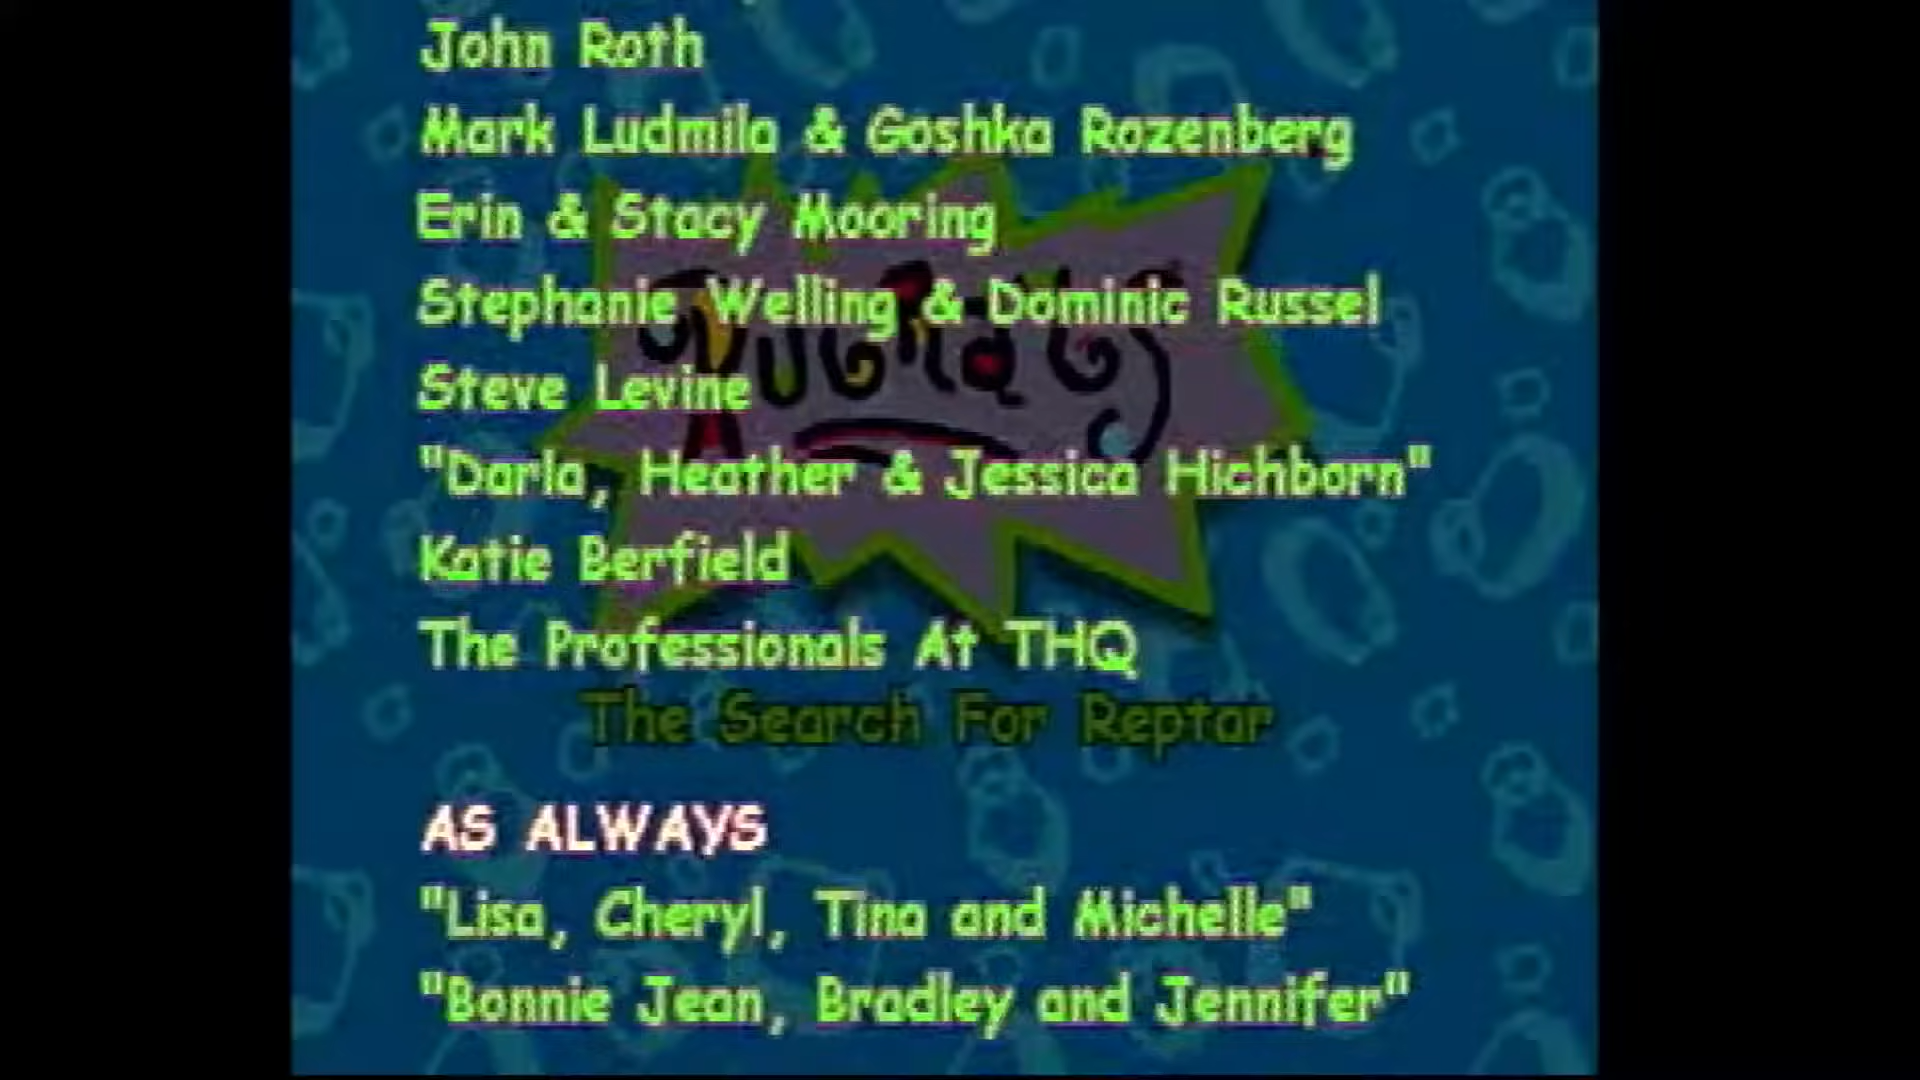 John Roth
Mark Ludmila & Goshka Rozenberg
Erin & Stacy Mooring
Stephanie Welling & Dominic Russel
RUGRATS
Steve Levine
"Darla, Heather & Jessica Hichborn"
Katie Berfield
The Professionals At THQ
The Search For Reptar
AS ALWAYS
"Lisa, Cheryl, Tina and Michelle"
"Bonnie Jean, Bradley and Jennifer"